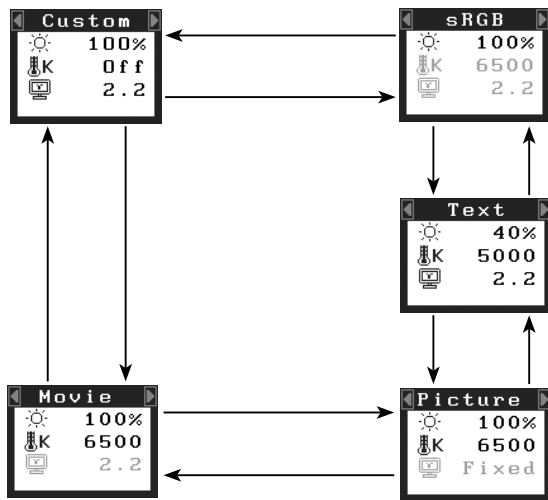 Custom
100%
K Off
2.2
sRGB
100%
K 6500
2.2
Text
40%
K 5000
2.2
Movie
100%
K 6500
2.2
Picture
100%
K 6500
Fixed